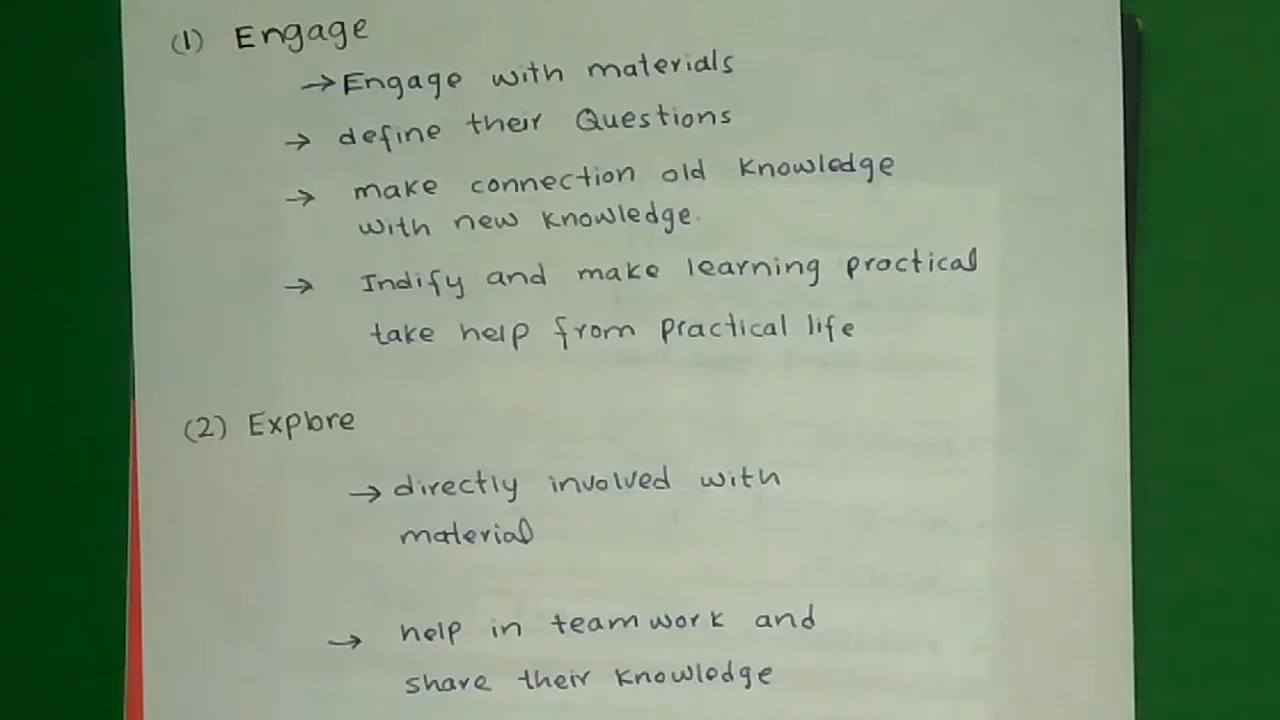 (1) Engage
→ Engage with materials
→ define their Questions
→ make connection old knowledge
with new knowledge.
→ Indify and make learning practical
take help from practical life
(2) Explore
→ directly involved with
material
→ help in team work and
share their knowledge